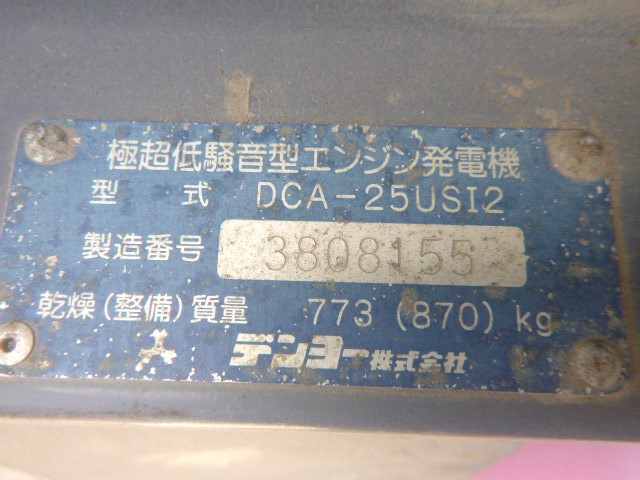 極超低騒音型エンジン発電機
型 式 DCA-25USI2
製造番号 3808155
乾燥(整備)質量 773 (870) kg
デンヨー株式会社